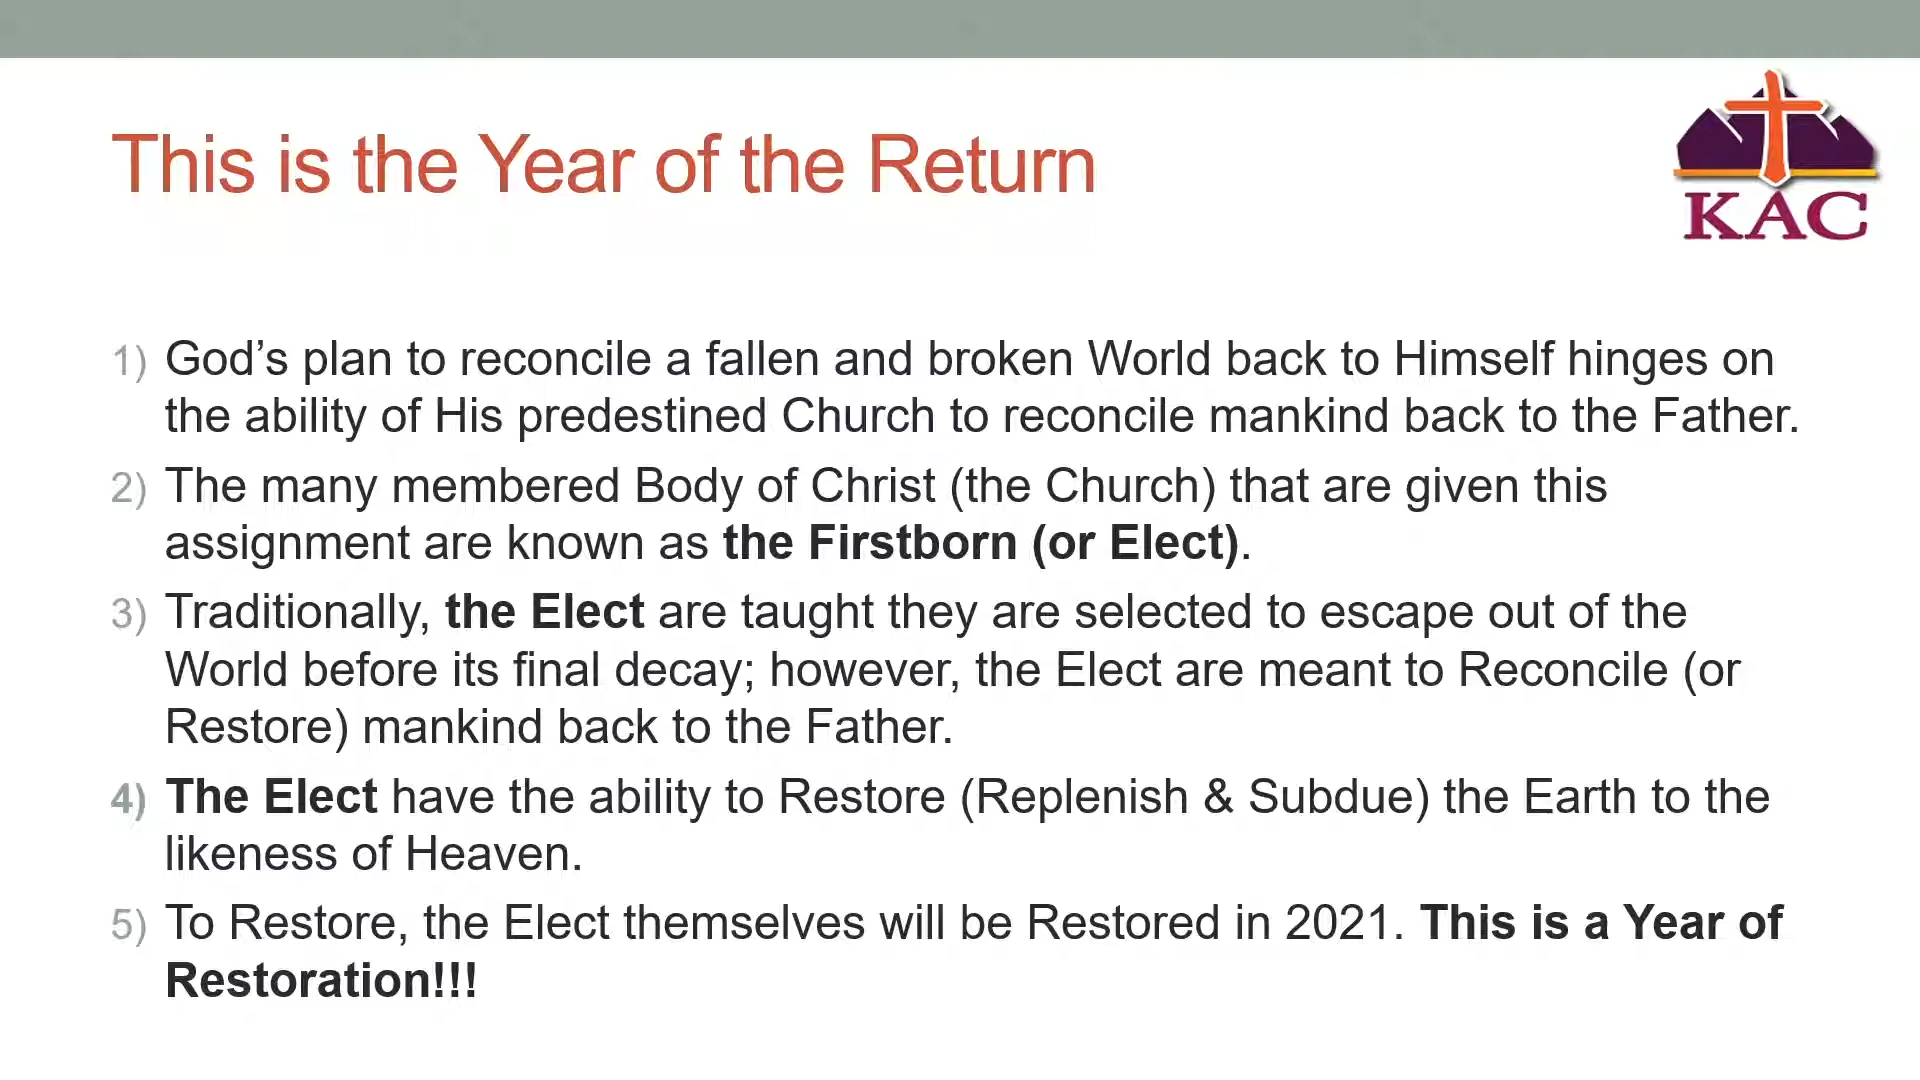 This is the Year of the Return
KAC
1) God’s plan to reconcile a fallen and broken World back to Himself hinges on
the ability of His predestined Church to reconcile mankind back to the Father.
2) The many membered Body of Christ (the Church) that are given this
assignment are known as the Firstborn (or Elect).
3) Traditionally, the Elect are taught they are selected to escape out of the
World before its final decay; however, the Elect are meant to Reconcile (or
Restore) mankind back to the Father.
4) The Elect have the ability to Restore (Replenish & Subdue) the Earth to the
likeness of Heaven.
5) To Restore, the Elect themselves will be Restored in 2021. This is a Year of
Restoration!!!